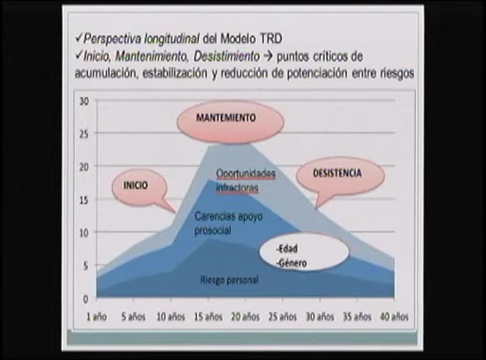 ✓Perspectiva longitudinal del Modelo TRD
✓Inicio, Mantenimiento, Desistimiento → puntos críticos de
acumulación, estabilización y reducción de potenciación entre riesgos
30
25
20
15
10
5
0
MANTEMIENTO
INICIO
DESISTENCIA
Oportunidades
infractoras
Carencias apoyo
prosocial
-Edad
-Género
Riesgo personal
1 año
5 años
10 años
15 años
20 años
25 años
30 años
35 años
40 años